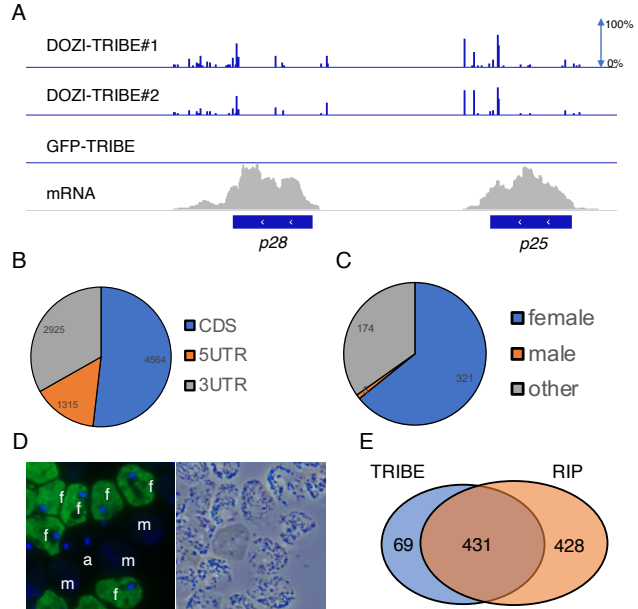 A
DOZI-TRIBE#1
100%
0%
DOZI-TRIBE#2
GFP-TRIBE
mRNA
p28
p25
B
2925
4564
1315
CDS
5UTR
3UTR
C
174
321
female
male
other
D
f
f
f
f
f
f
m
a
m
m
f
E
TRIBE
RIP
69
431
428